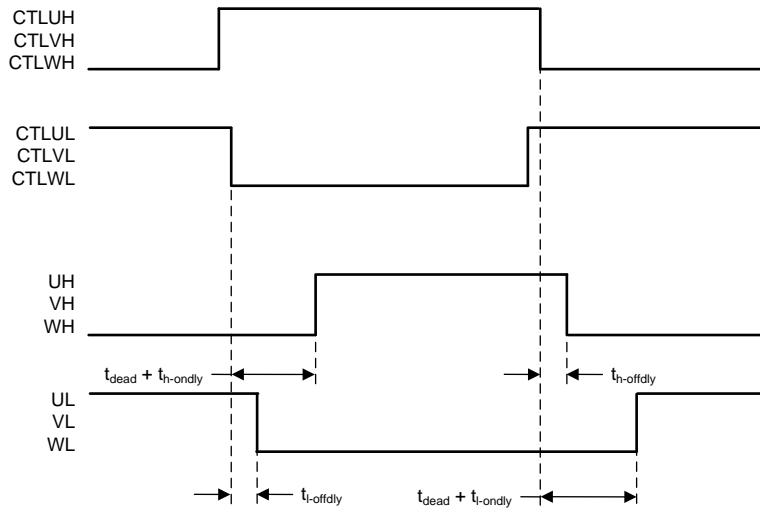 CTLUH
CTLVH
CTLWH
CTLUL
CTLVL
CTLWL
UH
VH
WH
tdead + th-ondly
th-offdly
UL
VL
WL
tl-offdly
tdead + tl-ondly